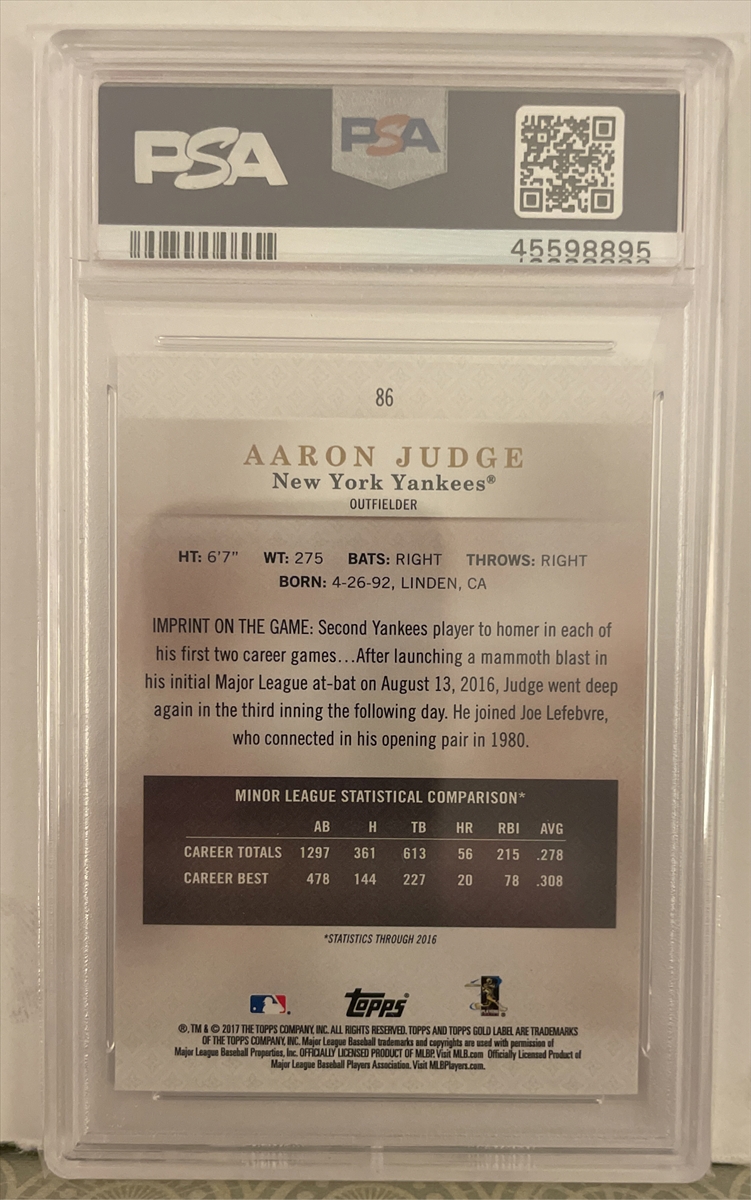 PSA
PSA
45598895
86
AARON JUDGE
New York Yankees®
OUTFIELDER
HT: 6'7" WT: 275 BATS: RIGHT THROWS: RIGHT
BORN: 4-26-92, LINDEN, CA
IMPRINT ON THE GAME: Second Yankees player to homer in each of
his first two career games...After launching a mammoth blast in
his initial Major League at-bat on August 13, 2016, Judge went deep
again in the third inning the following day. He joined Joe Lefebvre,
who connected in his opening pair in 1980.
MINOR LEAGUE STATISTICAL COMPARISON*
AB H TB HR RBI AVG
CAREER TOTALS 1297 361 613 56 215 .278
CAREER BEST 478 144 227 20 78 .308
*STATISTICS THROUGH 2016
Topps®
®, TM & © 2017 THE TOPPS COMPANY, INC. ALL RIGHTS RESERVED. TOPPS AND TOPPS GOLD LABEL ARE TRADEMARKS
OF THE TOPPS COMPANY, INC. Major League Baseball trademarks and copyrights are used with permission of
Major League Baseball Properties, Inc. OFFICIALLY LICENSED PRODUCT OF MLBP. Visit MLB.com Officially Licensed Product of
Major League Baseball Players Association. Visit MLBPlayers.com.